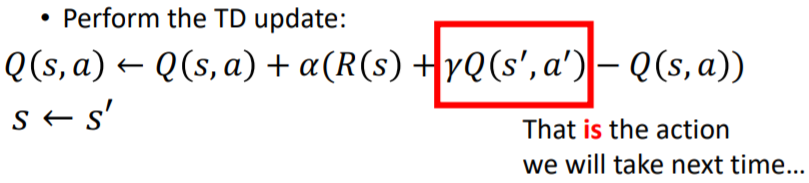 • Perform the TD update:
Q(s, a) ← Q(s, a) + α(R(s) + γQ(s′, a′) − Q(s, a))
s ← s′
That is the action
we will take next time...